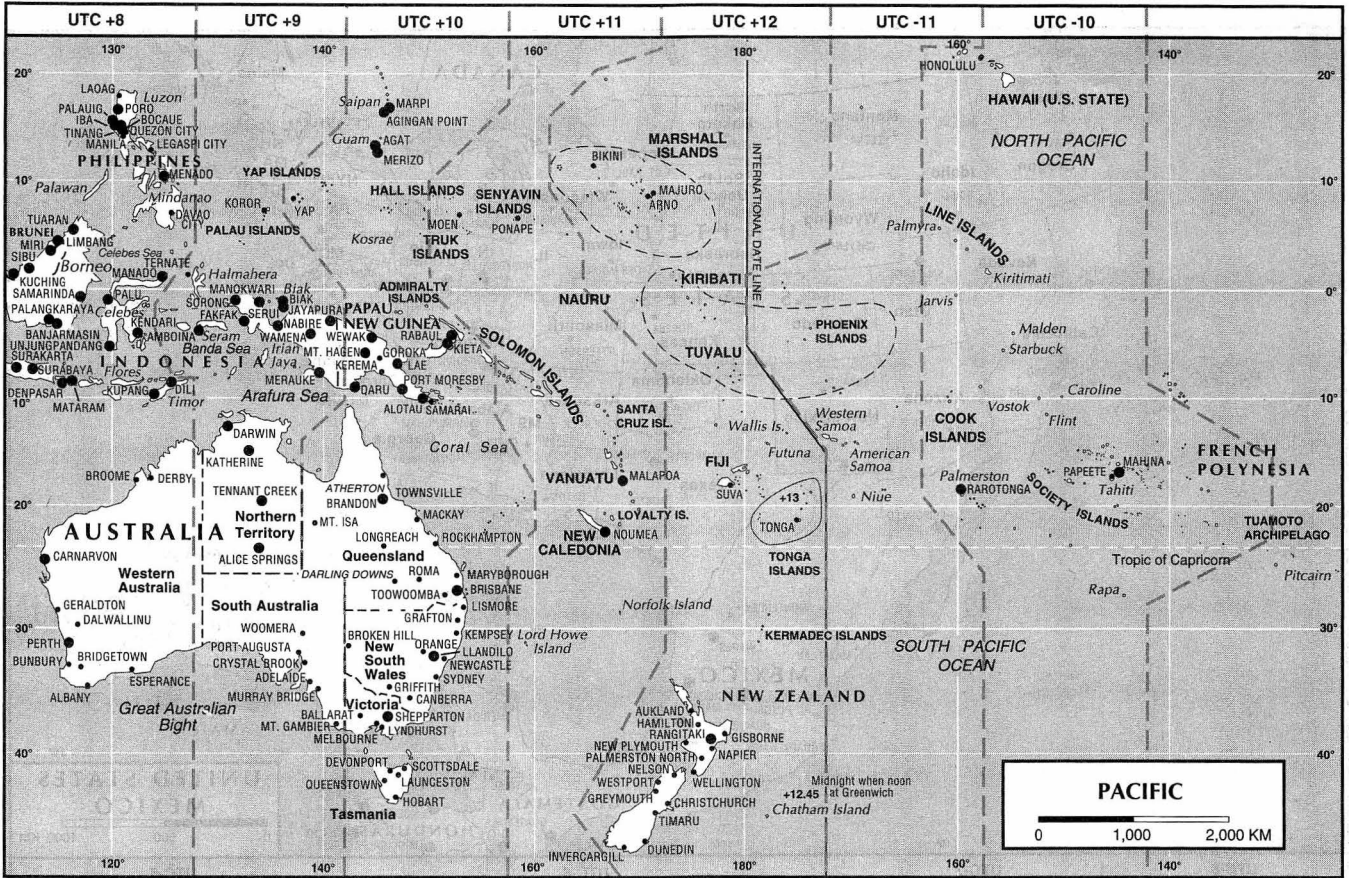 UTC +8
UTC +9
UTC +10
UTC +11
UTC +12
UTC -11
UTC -10
130°
140°
160°
180°
160°
140°
20°
10°
0°
10°
20°
30°
40°
20°
10°
0°
10°
20°
30°
40°
120°
140°
160°
180°
160°
140°
LAOAG
Luzon
PALAUIG
PORO
IBA
BOCAUE
TINANG
QUEZON CITY
MANILA
LEGASPI CITY
PHILIPPINES
MENADO
Palawan
Mindanao
DAVAO
CITY
TUARAN
BRUNEI
MIRI
LIMBANG
SIBU
Celebes Sea
Borneo
TERNATE
MANADO
Halmahera
KUCHING
SAMARINDA
PALU
PALANGKARAYA
Celebes
KENDARI
BANJARMASIN
KAMBOINA
Seram
UNJUNGPANDANG
Banda Sea
SURAKARTA
INDONESIA
SURABAYA
Flores
DENPASAR
KUPANG
DILI
MATARAM
Timor
Saipan
MARPI
AGINGAN POINT
Guam
AGAT
MERIZO
YAP ISLANDS
KOROR
YAP
PALAU ISLANDS
HALL ISLANDS
SENYAVIN
ISLANDS
MOEN
PONAPE
Kosrae
TRUK
ISLANDS
MANOKWARI
Biak
SORONG
BIAK
SERUI
JAYAPURA
FAKFAK
NABIRE
WAMENA
Irian
Jaya
ADMIRALTY
ISLANDS
PAPAU
NEW GUINEA
WEWAK
RABAUL
MT. HAGEN
GOROKA
KIETA
KEREMA
LAE
MERAUKE
PORT MORESBY
QARU
ALOTAU
SAMARAI
Arafura Sea
SOLOMON ISLANDS
Coral Sea
MARSHALL
ISLANDS
BIKINI
MAJURO
ARNO
INTERNATIONAL DATE LINE
NAURU
KIRIBATI
PHOENIX
ISLANDS
TUVALU
SANTA
CRUZ ISL.
Wallis Is.
Western
Samoa
Futuna
American
Samoa
FIJI
SUVA
VANUATU
MALAPOA
LOYALTY IS.
NEW
CALEDONIA
NOUMEA
+13
TONGA
TONGA
ISLANDS
Niue
Norfolk Island
KERMADEC ISLANDS
HONOLULU
HAWAII (U.S. STATE)
NORTH PACIFIC
OCEAN
Palmyra
LINE ISLANDS
Kiritimati
Jarvis
Malden
Starbuck
Caroline
Vostok
Flint
COOK
ISLANDS
Palmerston
RAROTONGA
PAPEETE
MAHINA
Tahiti
SOCIETY ISLANDS
FRENCH
POLYNESIA
TUAMOTO
ARCHIPELAGO
Tropic of Capricorn
Pitcairn
Rapa
SOUTH PACIFIC
OCEAN
DARWIN
KATHERINE
BROOME
DERBY
TENNANT CREEK
Northern
Territory
ALICE SPRINGS
AUSTRALIA
CARNARVON
Western
Australia
GERALDTON
DALWALLINU
PERTH
BUNBURY
BRIDGETOWN
ALBANY
ESPERANCE
Great Australian
Bight
ATHERTON
BRANDON
TOWNSVILLE
MACKAY
MT. ISA
LONGREACH
ROCKHAMPTON
Queensland
DARLING DOWNS
ROMA
MARYBOROUGH
TOOWOOMBA
BRISBANE
LISMORE
South Australia
GRAFTON
WOOMERA
BROKEN HILL
KEMPSEY
Lord Howe
Island
PORT AUGUSTA
ORANGE
LLANDILO
CRYSTAL BROOK
New
South
Wales
NEWCASTLE
ADELAIDE
SYDNEY
GRIFFITH
MURRAY BRIDGE
CANBERRA
Victoria
BALLARAT
SHEPPARTON
MT. GAMBIER
LYNDHURST
MELBOURNE
DEVONPORT
SCOTTSDALE
QUEENSTOWN
LAUNCESTON
HOBART
Tasmania
NEW ZEALAND
AUKLAND
HAMILTON
RANGITAKI
GISBORNE
NEW PLYMOUTH
NAPIER
PALMERSTON NORTH
NELSON
WESTPORT
WELLINGTON
GREYMOUTH
CHRISTCHURCH
TIMARU
INVERCARGILL
DUNEDIN
Midnight when noon
+12.45 at Greenwich
Chatham Island
PACIFIC
0 1,000 2,000 KM